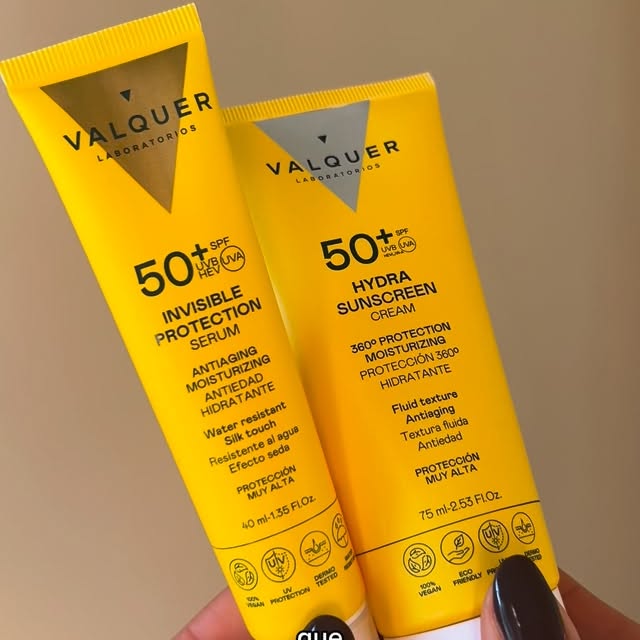 VALQUER
LABORATORIOS
50+ SPF
UVB UVA
HEV
INVISIBLE
PROTECTION
SERUM
ANTIAGING
MOISTURIZING
ANTIEDAD
HIDRATANTE
Water resistant
Silk touch
Resistente al agua
Efecto seda
PROTECCIÓN
MUY ALTA
40 ml-1.35 Fl.Oz.
100%
VEGAN
UV
PROTECTION
DERMO
TESTED
VALQUER
LABORATORIOS
50+ SPF
UVB UVA
HYDRA
SUNSCREEN
CREAM
360º PROTECTION
MOISTURIZING
PROTECCIÓN 360º
HIDRATANTE
Fluid texture
Antiaging
Textura fluida
Antiedad
PROTECCIÓN
MUY ALTA
75 ml-2.53 Fl.Oz.
100%
VEGAN
ECO
FRIENDLY
UV
DERMO
TESTED
que